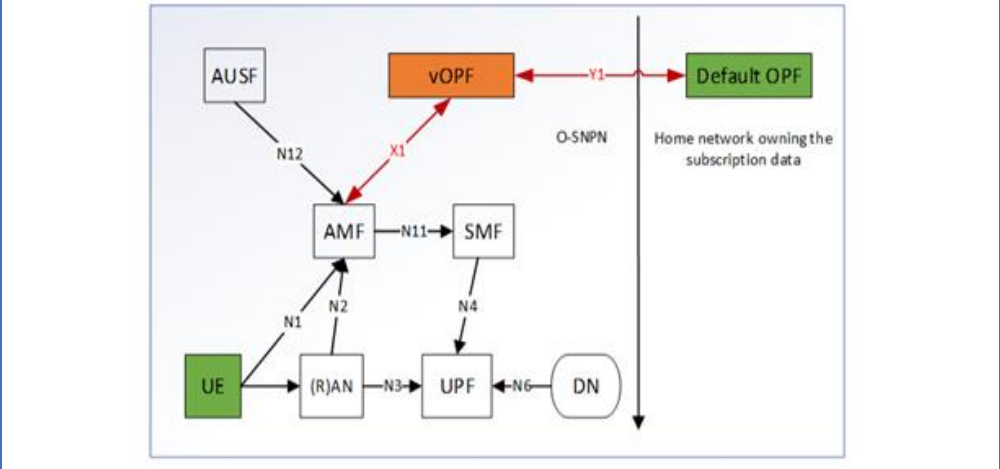 AUSF
vOPF
Y1
Default OPF
N12
X1
O-SNPN
Home network owning the
subscription data
AMF
N11
SMF
N1
N2
N4
UE
(R)AN
N3
UPF
N6
DN